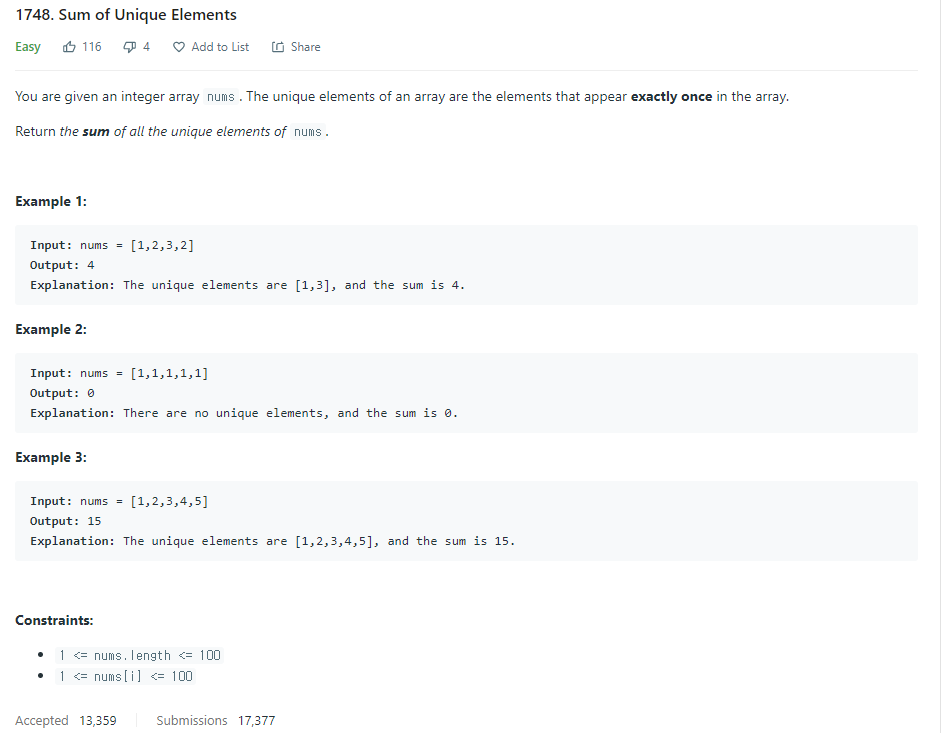 1748. Sum of Unique Elements
Easy 116 4 Add to List Share
You are given an integer array nums . The unique elements of an array are the elements that appear exactly once in the array.
Return the sum of all the unique elements of nums .
Example 1:
Input: nums = [1,2,3,2]
Output: 4
Explanation: The unique elements are [1,3], and the sum is 4.
Example 2:
Input: nums = [1,1,1,1,1]
Output: 0
Explanation: There are no unique elements, and the sum is 0.
Example 3:
Input: nums = [1,2,3,4,5]
Output: 15
Explanation: The unique elements are [1,2,3,4,5], and the sum is 15.
Constraints:
• 1 <= nums.length <= 100
• 1 <= nums[i] <= 100
Accepted 13,359 Submissions 17,377